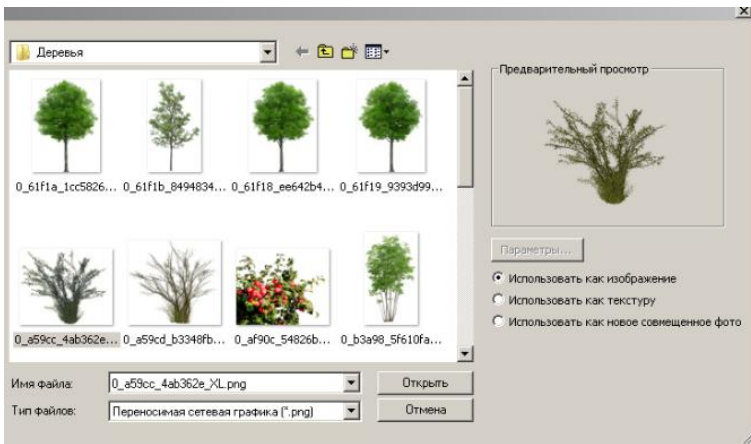 Деревья
Предварительный просмотр
0_61f1a_1cc5826... 0_61f1b_8494834... 0_61f18_ee642b4... 0_61f19_9393d99...
Параметры...
Использовать как изображение
Использовать как текстуру
Использовать как новое совмещенное фото
0_a59cc_4ab362e... 0_a59cd_b3348fb... 0_af90c_54826b... 0_b3a98_5f610fa...
Имя файла: 0_a59cc_4ab362e_XL.png Открыть
Тип файлов: Переносимая сетевая графика (*.png) Отмена